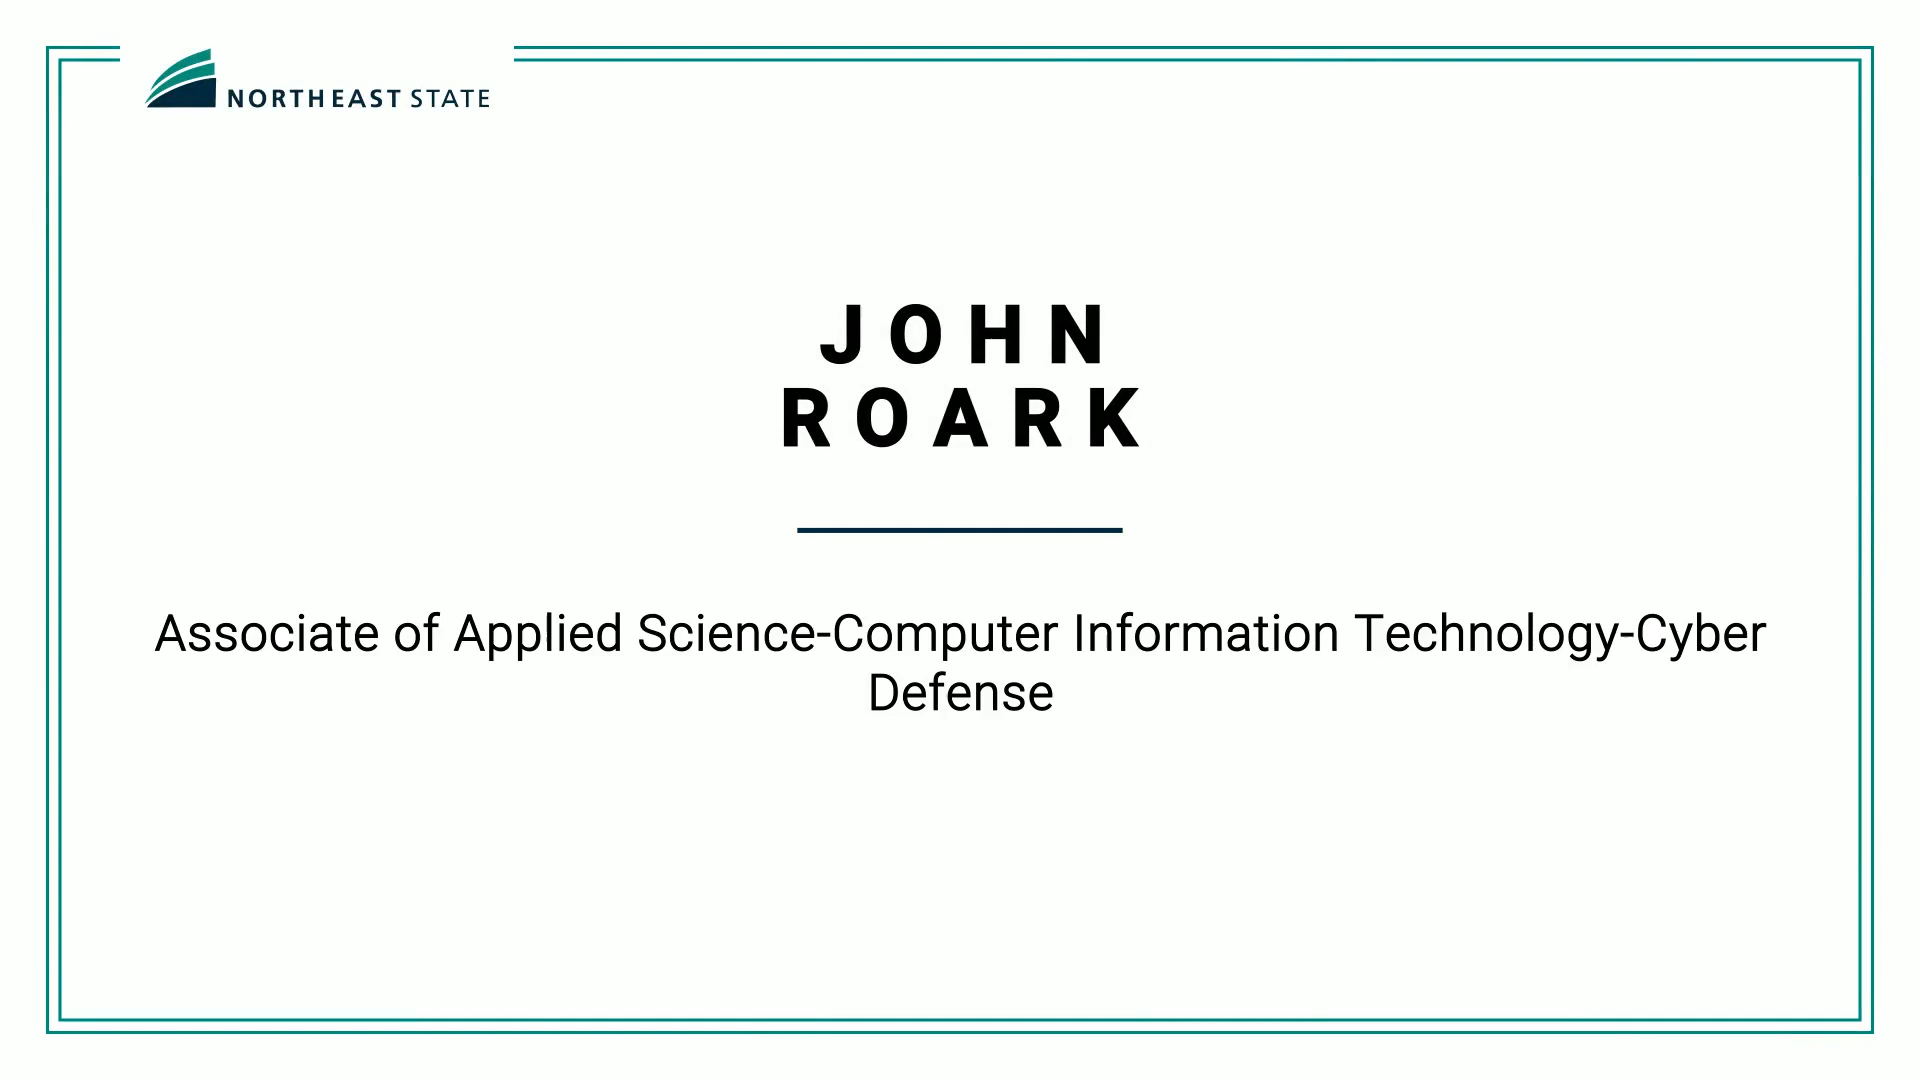 NORTHEAST STATE
JOHN
ROARK
Associate of Applied Science-Computer Information Technology-Cyber
Defense